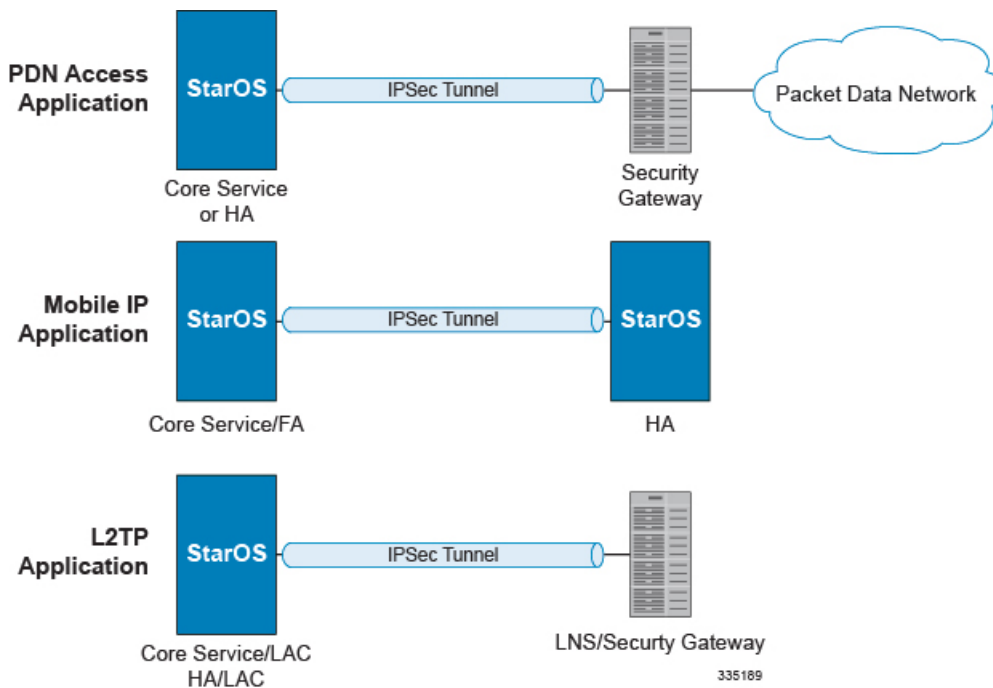 PDN Access
Application
StarOS
IPSec Tunnel
Packet Data Network
Core Service
or HA
Security
Gateway
Mobile IP
Application
StarOS
IPSec Tunnel
StarOS
Core Service/FA
HA
L2TP
Application
StarOS
IPSec Tunnel
Core Service/LAC
HA/LAC
LNS/Securty Gateway
335189